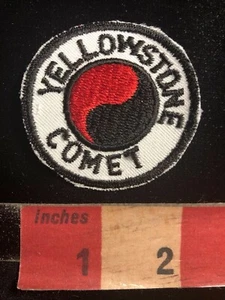 YELLOWSTONE
COMET
Inches
1 2